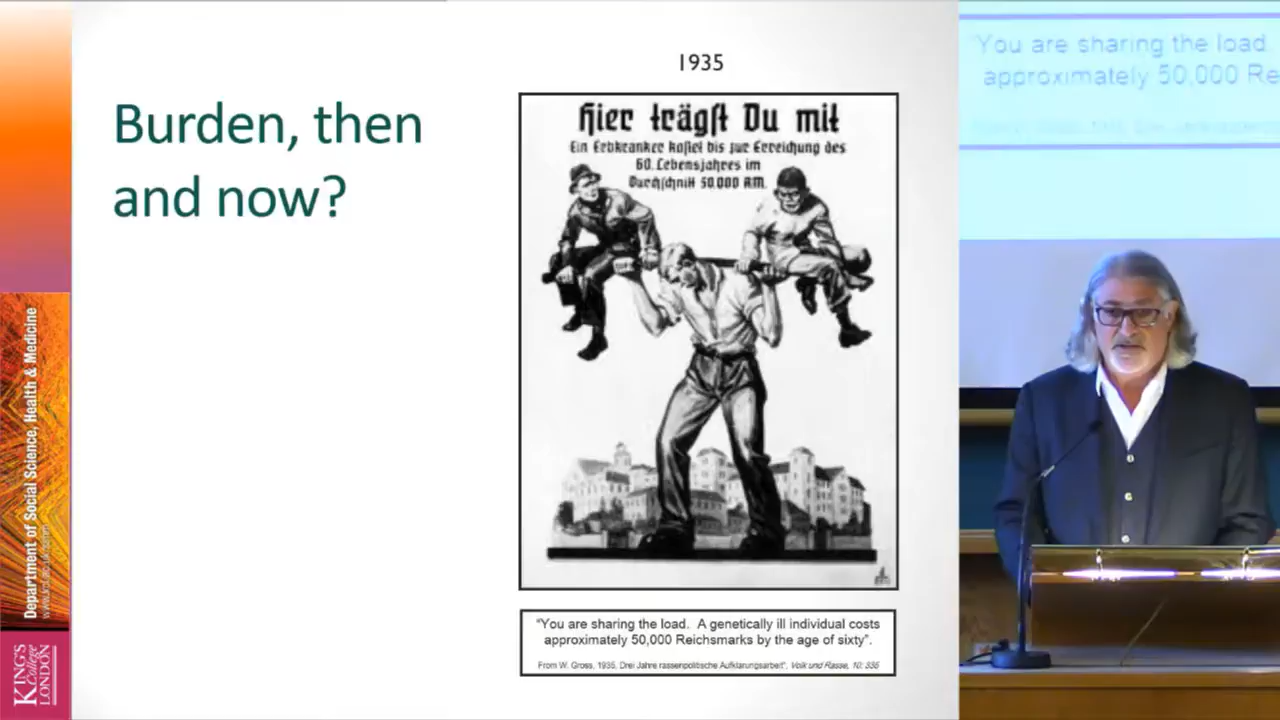 Burden, then
and now?
1935
Hier trägst Du mit
Ein Erbkranker kostet bis zur Erreichung des
60. Lebensjahres im
Durchschnitt 50.000 RM.
"You are sharing the load. A genetically ill individual costs
approximately 50,000 Reichsmarks by the age of sixty".
From W. Gross, 1935, Drei Jahre rassenpolitische Aufklarungsarbeit", Volk und Rasse, 10: 335
Department of Social Science, Health & Medicine
KING'S
College
LONDON
"You are sharing the load.
approximately 50,000 Re